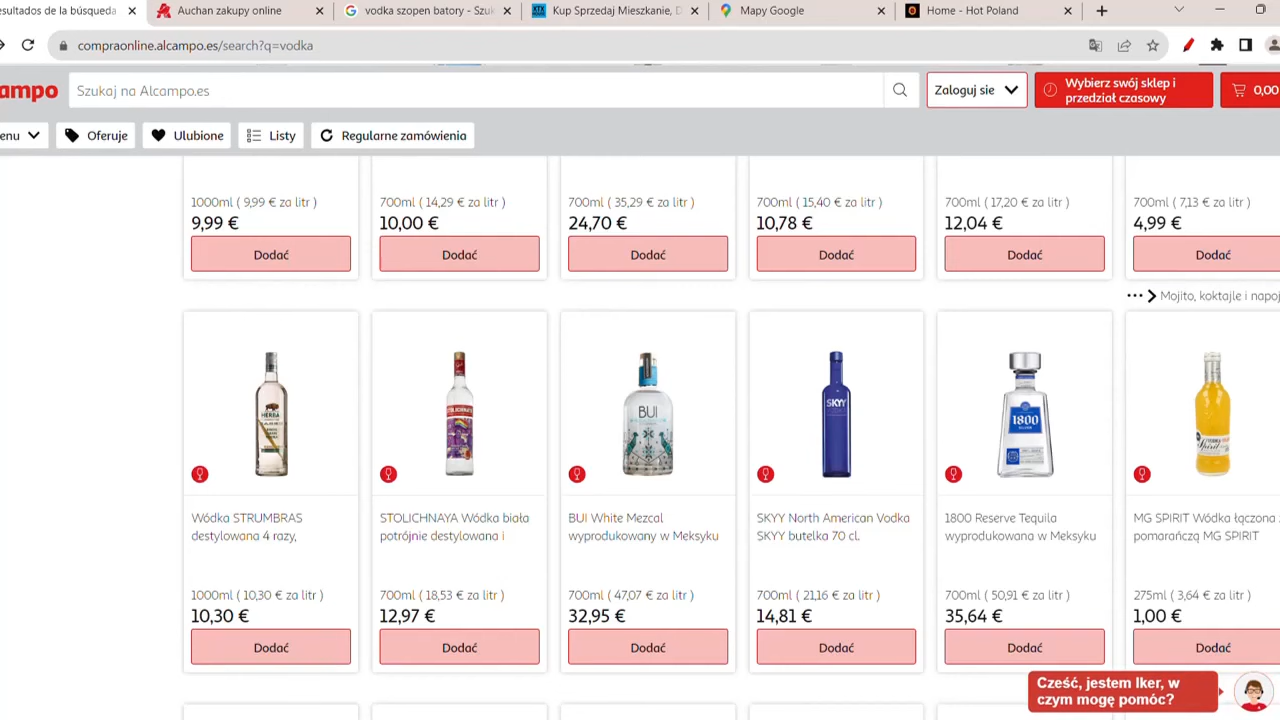 esultados de la búsqueda
Auchan zakupy online
vodka szopen batory - Szuk
Kup Sprzedaj Mieszkanie, D
Mapy Google
Home - Hot Poland
compraonline.alcampo.es/search?q=vodka
ampo
Szukaj na Alcampo.es
Zaloguj sie
Wybierz swój sklep i
przedział czasowy
0,00
enu
Oferuje
Ulubione
Listy
Regularne zamówienia
1000ml ( 9,99 € za litr )
700ml ( 14,29 € za litr )
700ml ( 35,29 € za litr )
700ml ( 15,40 € za litr )
700ml ( 17,20 € za litr )
700ml ( 7,13 € za litr )
9,99 €
10,00 €
24,70 €
10,78 €
12,04 €
4,99 €
Dodać
Dodać
Dodać
Dodać
Dodać
Dodać
Mojito, koktajle i napoj
HERBA
STOLICHNAYA
BUI
SKYY
1800
Spirit
Wódka STRUMBRAS
destylowana 4 razy,
STOLICHNAYA Wódka biała
potrójnie destylowana i
BUI White Mezcal
wyprodukowany w Meksyku
SKYY North American Vodka
SKYY butelka 70 cl.
1800 Reserve Tequila
wyprodukowana w Meksyku
MG SPIRIT Wódka łączona z
pomarańczą MG SPIRIT
1000ml ( 10,30 € za litr )
700ml ( 18,53 € za litr )
700ml ( 47,07 € za litr )
700ml ( 21,16 € za litr )
700ml ( 50,91 € za litr )
275ml ( 3,64 € za litr )
10,30 €
12,97 €
32,95 €
14,81 €
35,64 €
1,00 €
Dodać
Dodać
Dodać
Dodać
Dodać
Dodać
Cześć, jestem Iker, w
czym mogę pomóc?